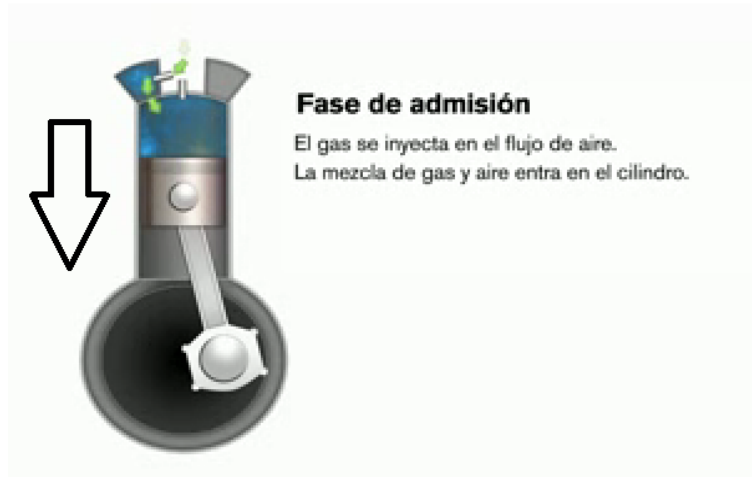 Fase de admisión
El gas se inyecta en el flujo de aire.
La mezcla de gas y aire entra en el cilindro.